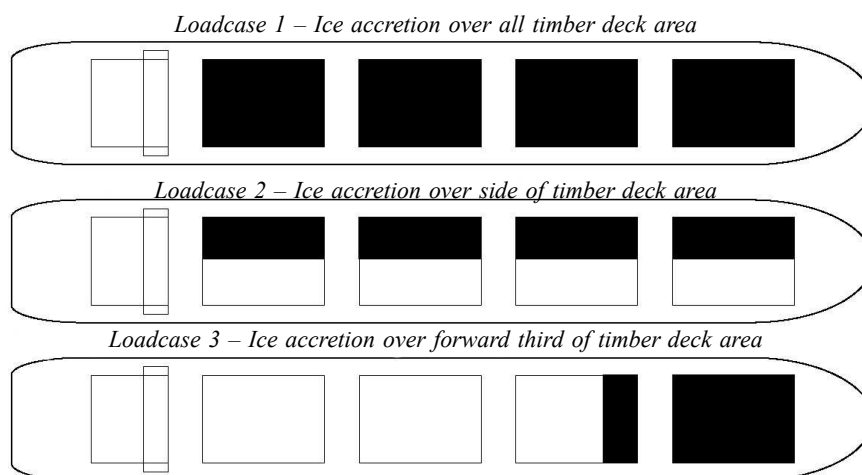 Loadcase 1 – Ice accretion over all timber deck area
Loadcase 2 – Ice accretion over side of timber deck area
Loadcase 3 – Ice accretion over forward third of timber deck area